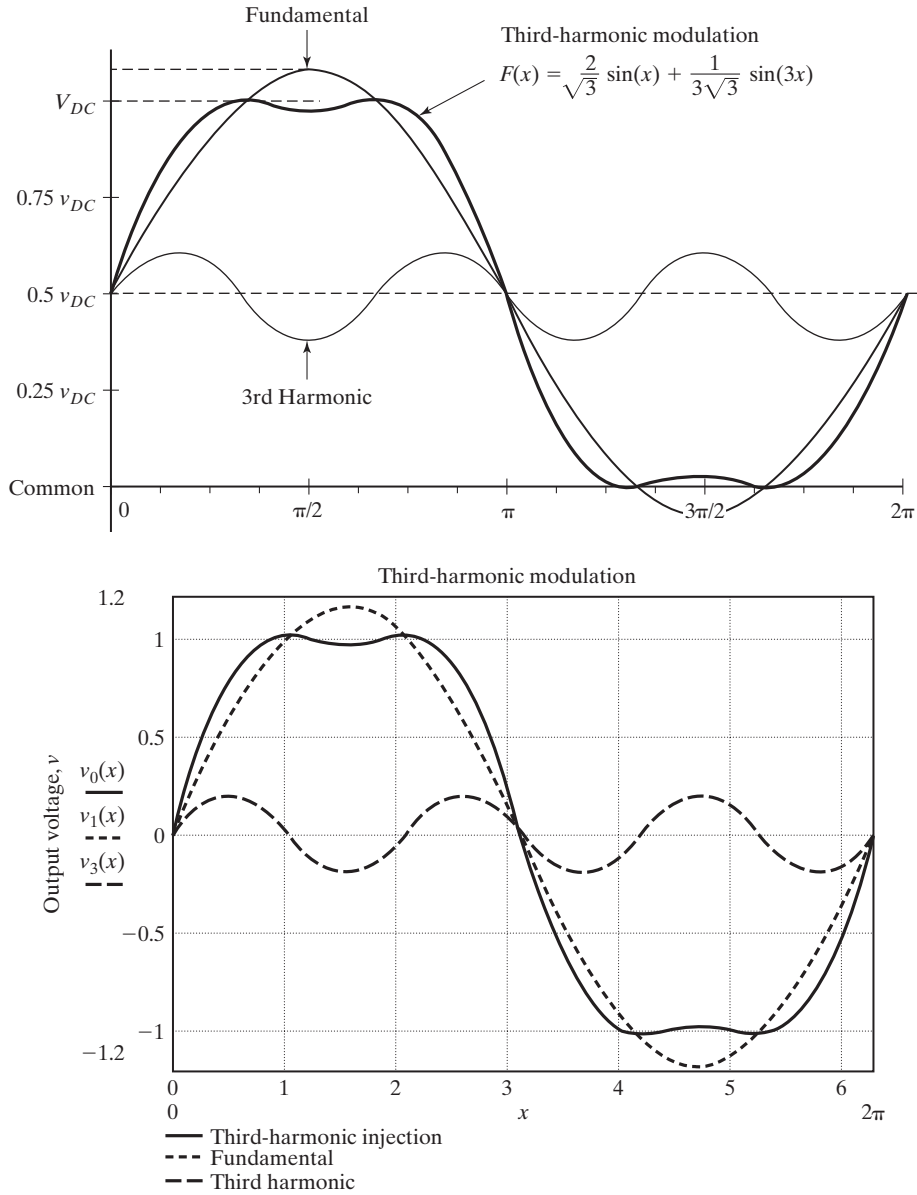 Fundamental
Third-harmonic modulation
F(x) = 2/√3 sin(x) + 1/3√3 sin(3x)
V_DC
0.75 v_DC
0.5 v_DC
0.25 v_DC
3rd Harmonic
Common
0 π/2 π 3π/2 2π
Third-harmonic modulation
1.2
1
0.5
0
−0.5
−1
−1.2
Output voltage, v
v_0(x)
v_1(x)
v_3(x)
0 1 2 3 4 5 6
0 x 2π
Third-harmonic injection
Fundamental
Third harmonic